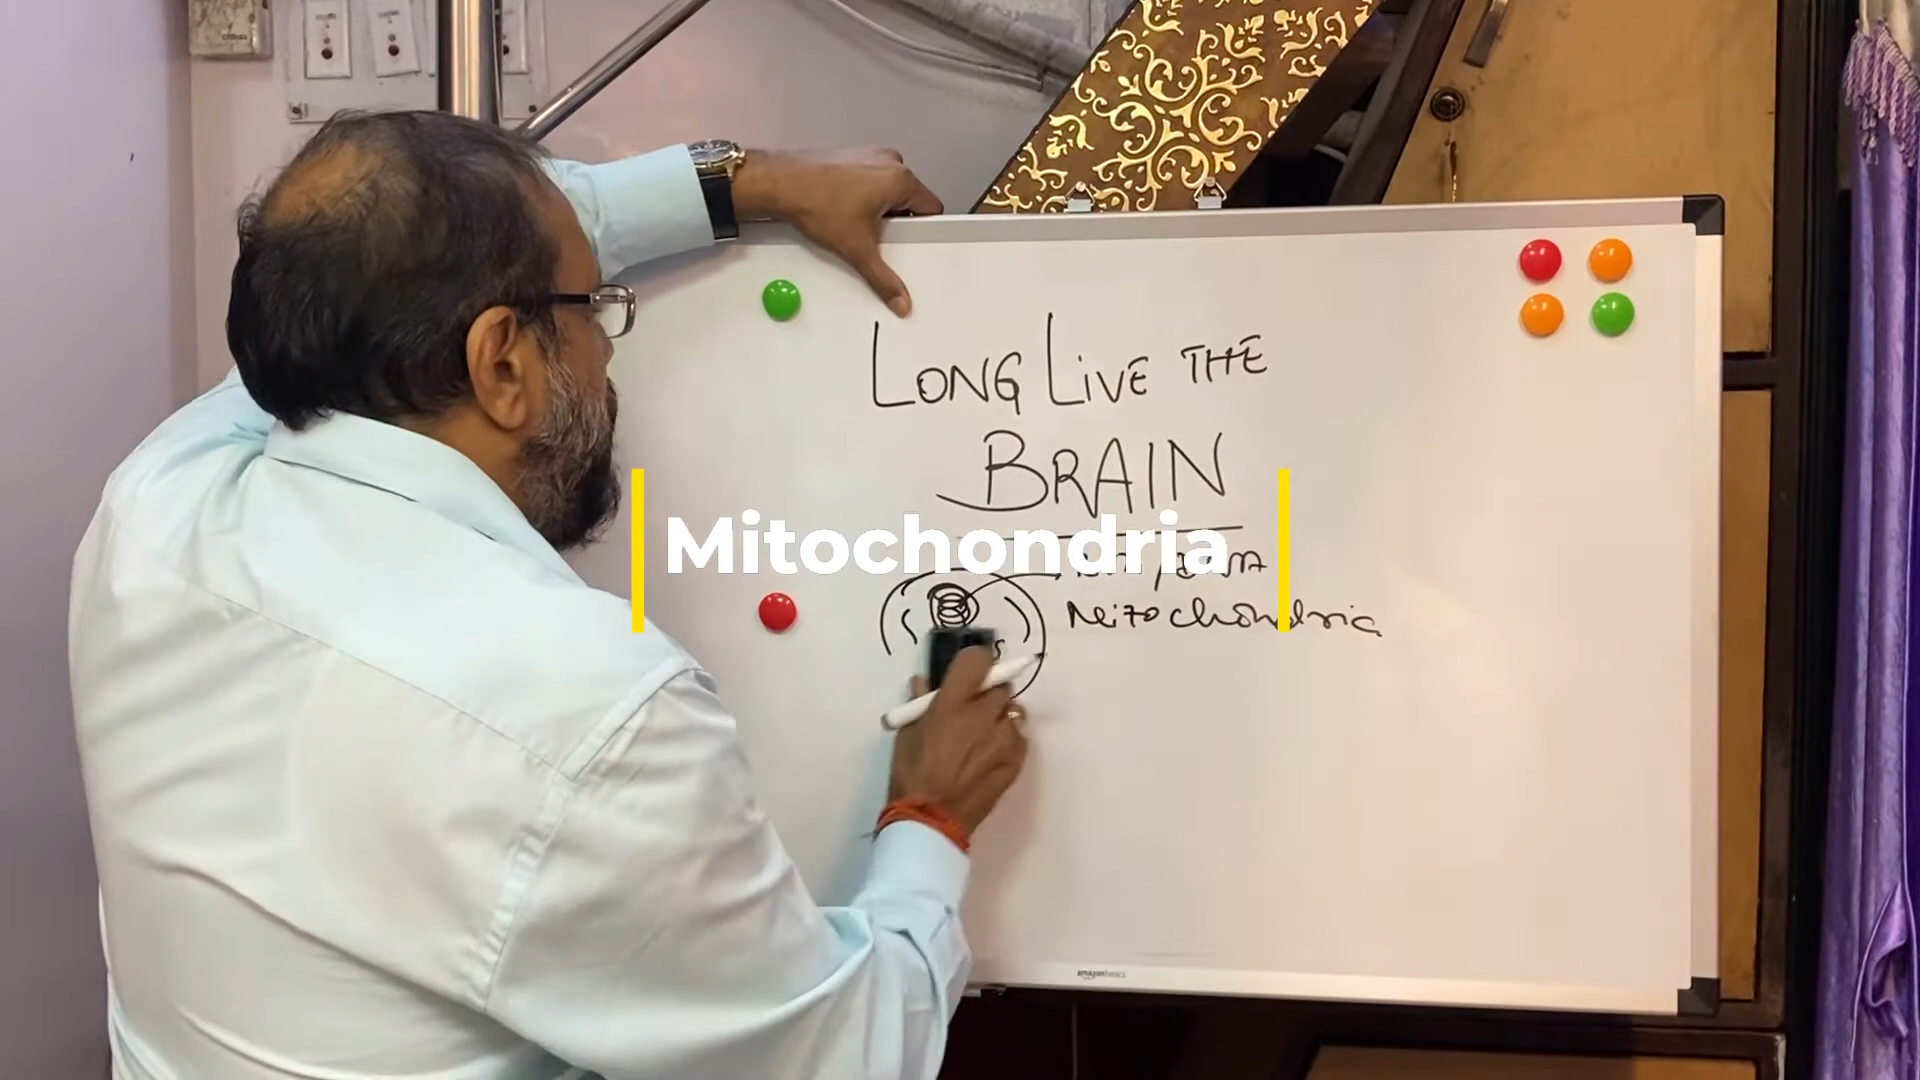 LONG LIVE THE
BRAIN
Mitochondria
Mitochondria
amazonbasics